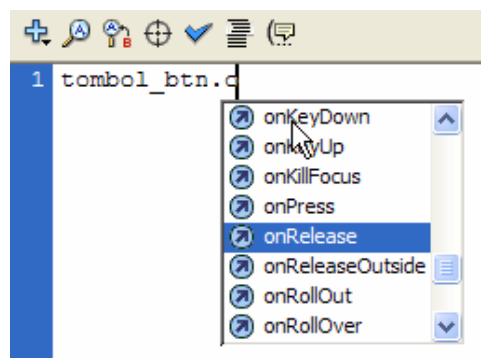 1 tombol_btn.o
onKeyDown
onKeyUp
onKillFocus
onPress
onRelease
onReleaseOutside
onRollOut
onRollOver